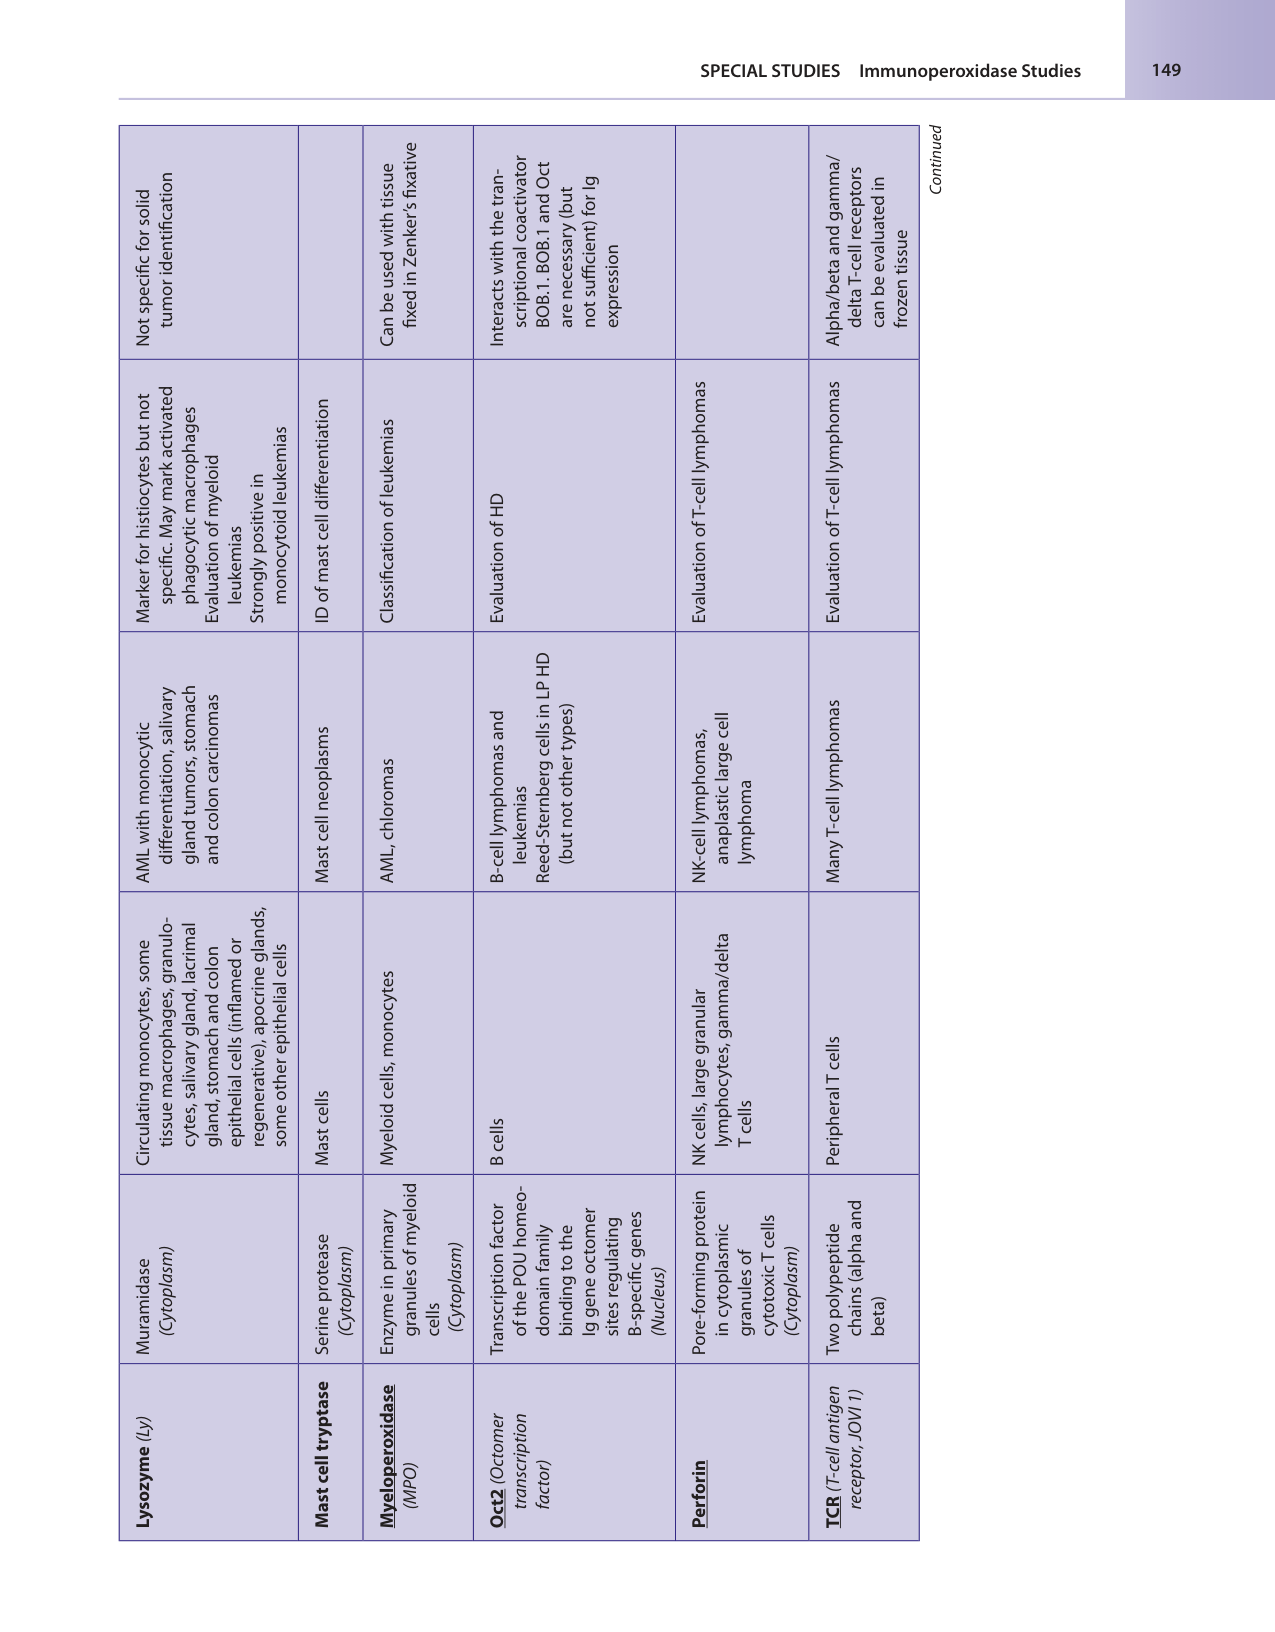 SPECIAL STUDIES Immunoperoxidase Studies 149
Lysozyme (Ly)
Muramidase
(Cytoplasm)
Circulating monocytes, some
tissue macrophages, granulo-
cytes, salivary gland, lacrimal
gland, stomach and colon
epithelial cells (inflamed or
regenerative), apocrine glands,
some other epithelial cells
AML with monocytic
differentiation, salivary
gland tumors, stomach
and colon carcinomas
Marker for histiocytes but not
specific. May mark activated
phagocytic macrophages
Evaluation of myeloid
leukemias
Strongly positive in
monocytoid leukemias
Not specific for solid
tumor identification
Mast cell tryptase
Serine protease
(Cytoplasm)
Mast cells
Mast cell neoplasms
ID of mast cell differentiation
Myeloperoxidase
(MPO)
Enzyme in primary
granules of myeloid
cells
(Cytoplasm)
Myeloid cells, monocytes
AML, chloromas
Classification of leukemias
Can be used with tissue
fixed in Zenker's fixative
Oct2 (Octomer
transcription
factor)
Transcription factor
of the POU homeo-
domain family
binding to the
Ig gene octomer
sites regulating
B-specific genes
(Nucleus)
B cells
B-cell lymphomas and
leukemias
Reed-Sternberg cells in LP HD
(but not other types)
Evaluation of HD
Interacts with the tran-
scriptional coactivator
BOB.1. BOB.1 and Oct
are necessary (but
not sufficient) for Ig
expression
Perforin
Pore-forming protein
in cytoplasmic
granules of
cytotoxic T cells
(Cytoplasm)
NK cells, large granular
lymphocytes, gamma/delta
T cells
NK-cell lymphomas,
anaplastic large cell
lymphoma
Evaluation of T-cell lymphomas
TCR (T-cell antigen
receptor, JOVI 1)
Two polypeptide
chains (alpha and
beta)
Peripheral T cells
Many T-cell lymphomas
Evaluation of T-cell lymphomas
Alpha/beta and gamma/
delta T-cell receptors
can be evaluated in
frozen tissue
Continued